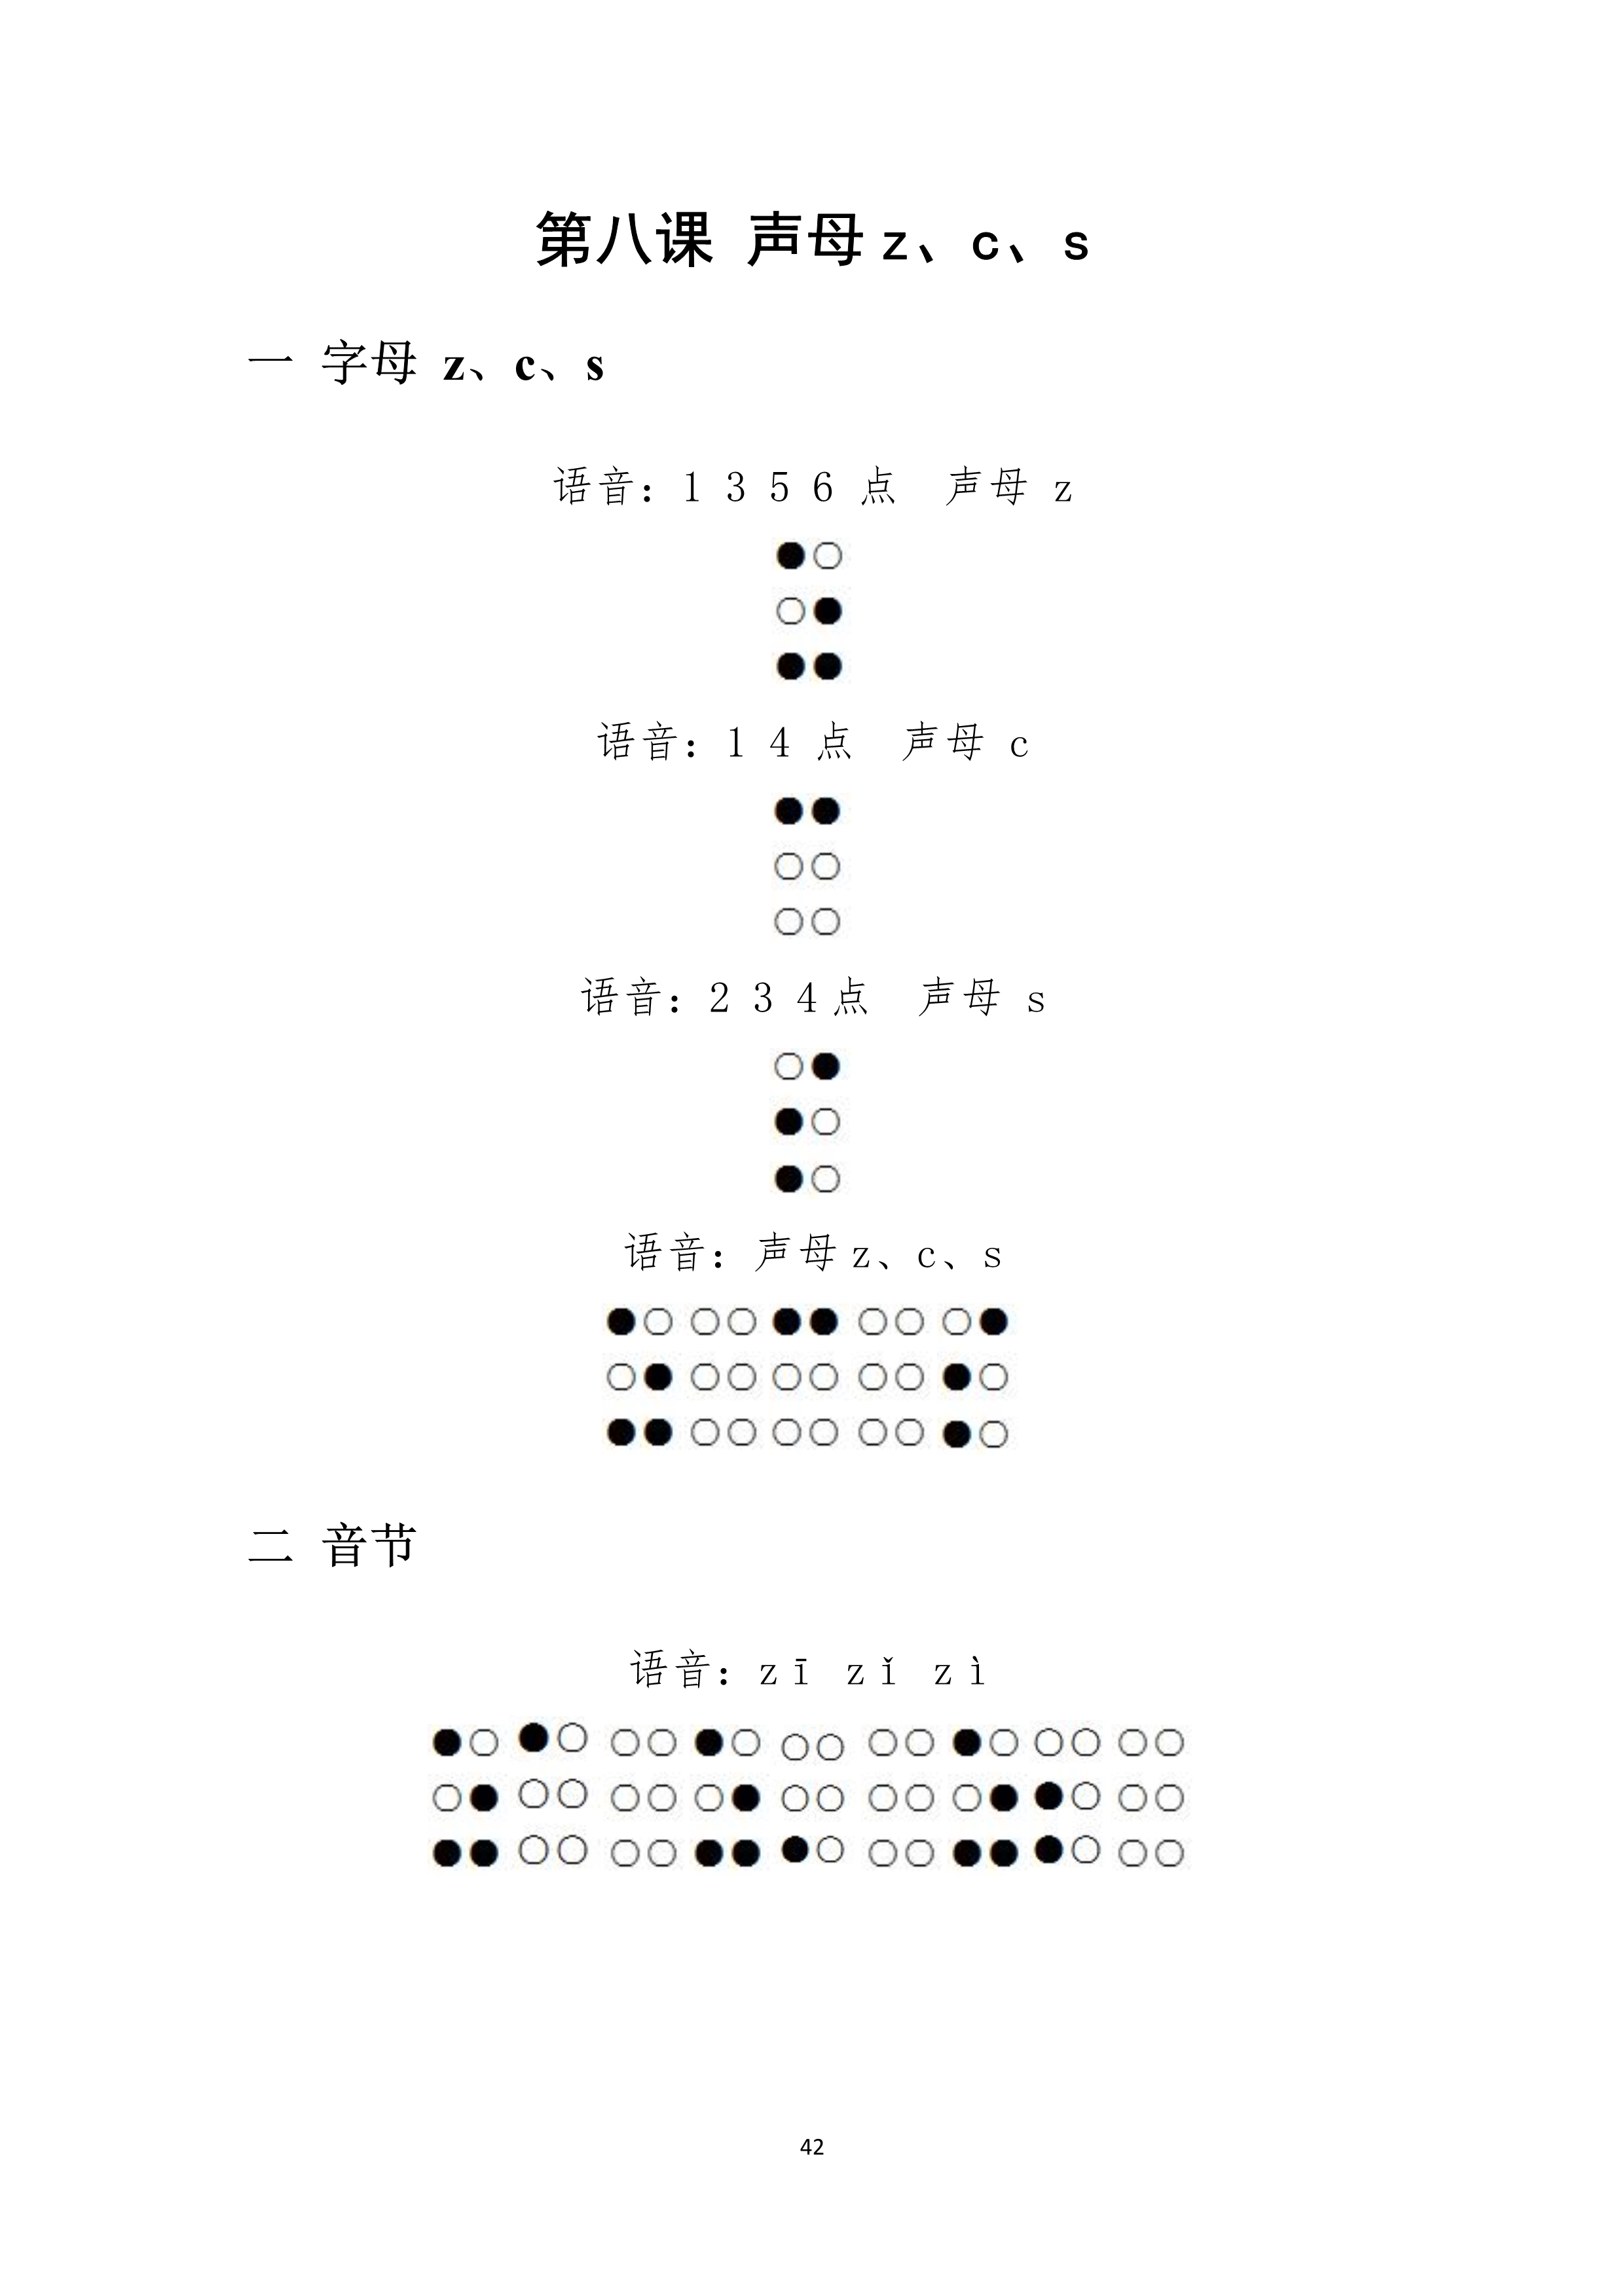 第八课 声母 z、c、s
一 字母 z、c、s
语音：1 3 5 6 点 声母 z
●○
○●
●●
语音：1 4 点 声母 c
●●
○○
○○
语音：2 3 4 点 声母 s
○●
●○
●○
语音：声母 z、c、s
●○ ○○ ●● ○○ ○●
○● ○○ ○○ ○○ ●○
●● ○○ ○○ ○○ ●○
二 音节
语音：zī zǐ zì
●○ ●○ ○○ ●○ ○○ ○○ ●○ ○○ ○○
○● ○○ ○○ ○● ○○ ○○ ○● ●○ ○○
●● ○○ ○○ ●● ●○ ○○ ●● ●○ ○○
42